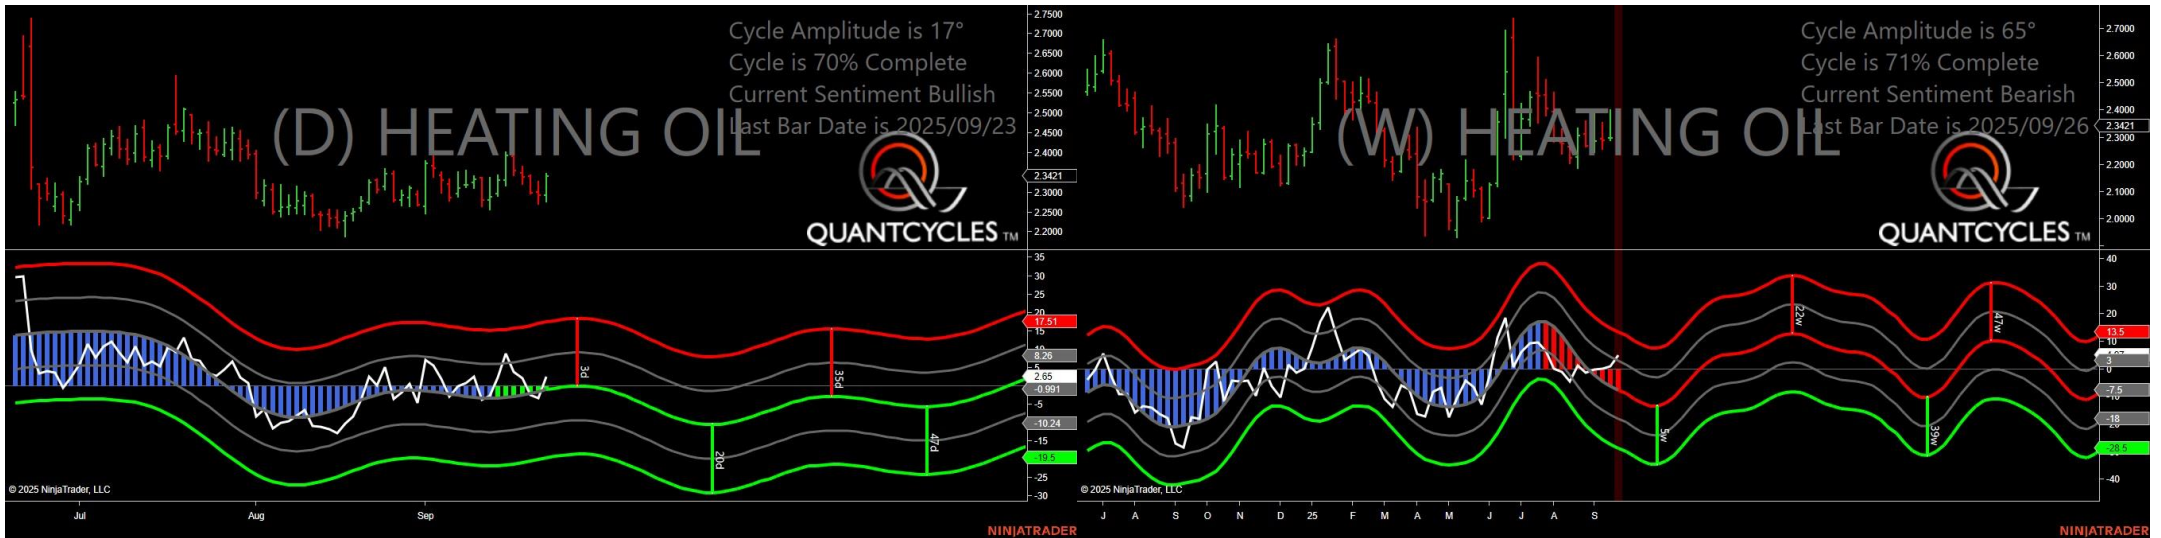 Cycle Amplitude is 17°
Cycle is 70% Complete
Current Sentiment Bullish
Last Bar Date is 2025/09/23
(D) HEATING OIL
QUANTCYCLES TM
2.7500
2.7000
2.6500
2.6000
2.5500
2.5000
2.4500
2.4000
2.3421
2.3000
2.2500
2.2000
35
30
25
20
17.51
15
8.26
2.65
-0.991
-5
-10.24
-15
-19.5
-25
-30
3d
20d
35d
47d
© 2025 NinjaTrader, LLC
Jul Aug Sep
NINJATRADER
Cycle Amplitude is 65°
Cycle is 71% Complete
Current Sentiment Bearish
Last Bar Date is 2025/09/26
(W) HEATING OIL
QUANTCYCLES TM
2.7000
2.6000
2.5000
2.4000
2.3421
2.3000
2.2000
2.1000
2.0000
40
30
20
13.5
10
3
0
-7.5
-18
-28.5
-40
5w
22w
39w
47w
© 2025 NinjaTrader, LLC
J A S O N D 25 F M A M J J A S
NINJATRADER